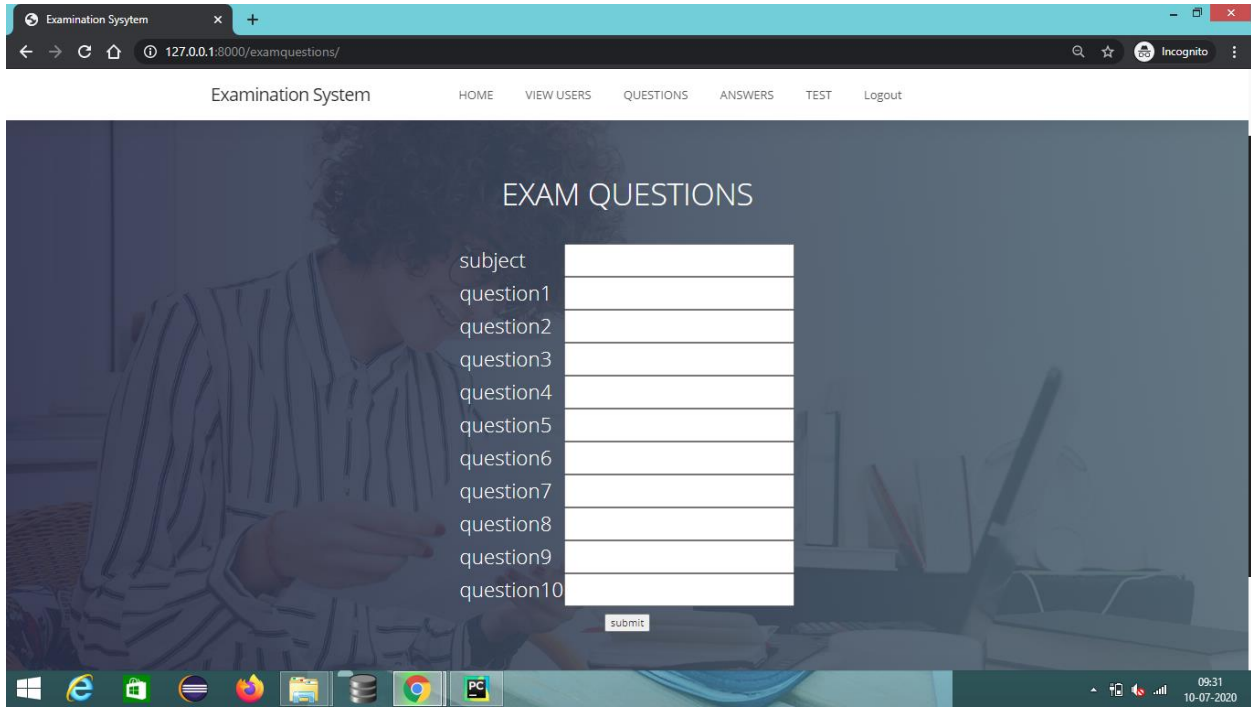 Examination Sysytem
127.0.0.1:8000/examquestions/
Incognito
Examination System HOME VIEW USERS QUESTIONS ANSWERS TEST Logout
EXAM QUESTIONS
subject
question1
question2
question3
question4
question5
question6
question7
question8
question9
question10
submit
PC
09:31
10-07-2020